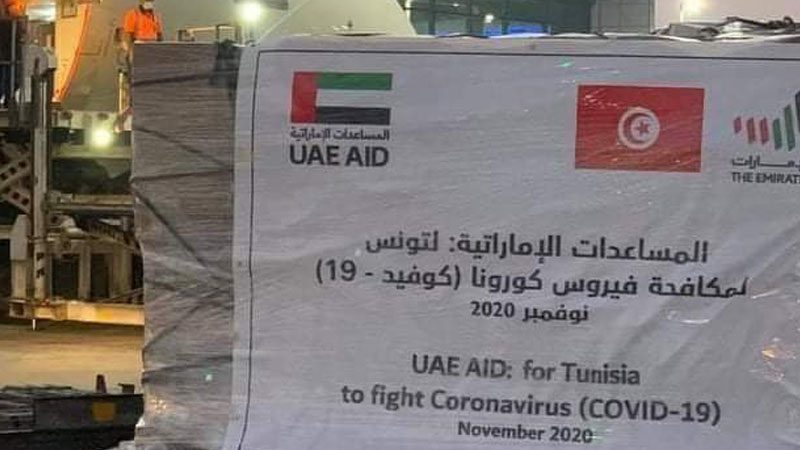 المساعدات الإماراتية
UAE AID
THE EMIRAT
المساعدات الإماراتية: لتونس
لمكافحة فيروس كورونا (كوفيد - 19)
نوفمبر 2020
UAE AID: for Tunisia
to fight Coronavirus (COVID-19)
November 2020